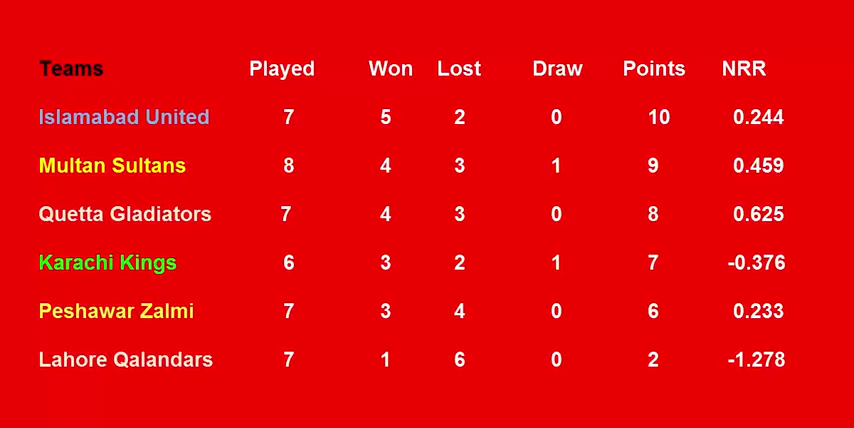 Teams Played Won Lost Draw Points NRR
Islamabad United 7 5 2 0 10 0.244
Multan Sultans 8 4 3 1 9 0.459
Quetta Gladiators 7 4 3 0 8 0.625
Karachi Kings 6 3 2 1 7 -0.376
Peshawar Zalmi 7 3 4 0 6 0.233
Lahore Qalandars 7 1 6 0 2 -1.278